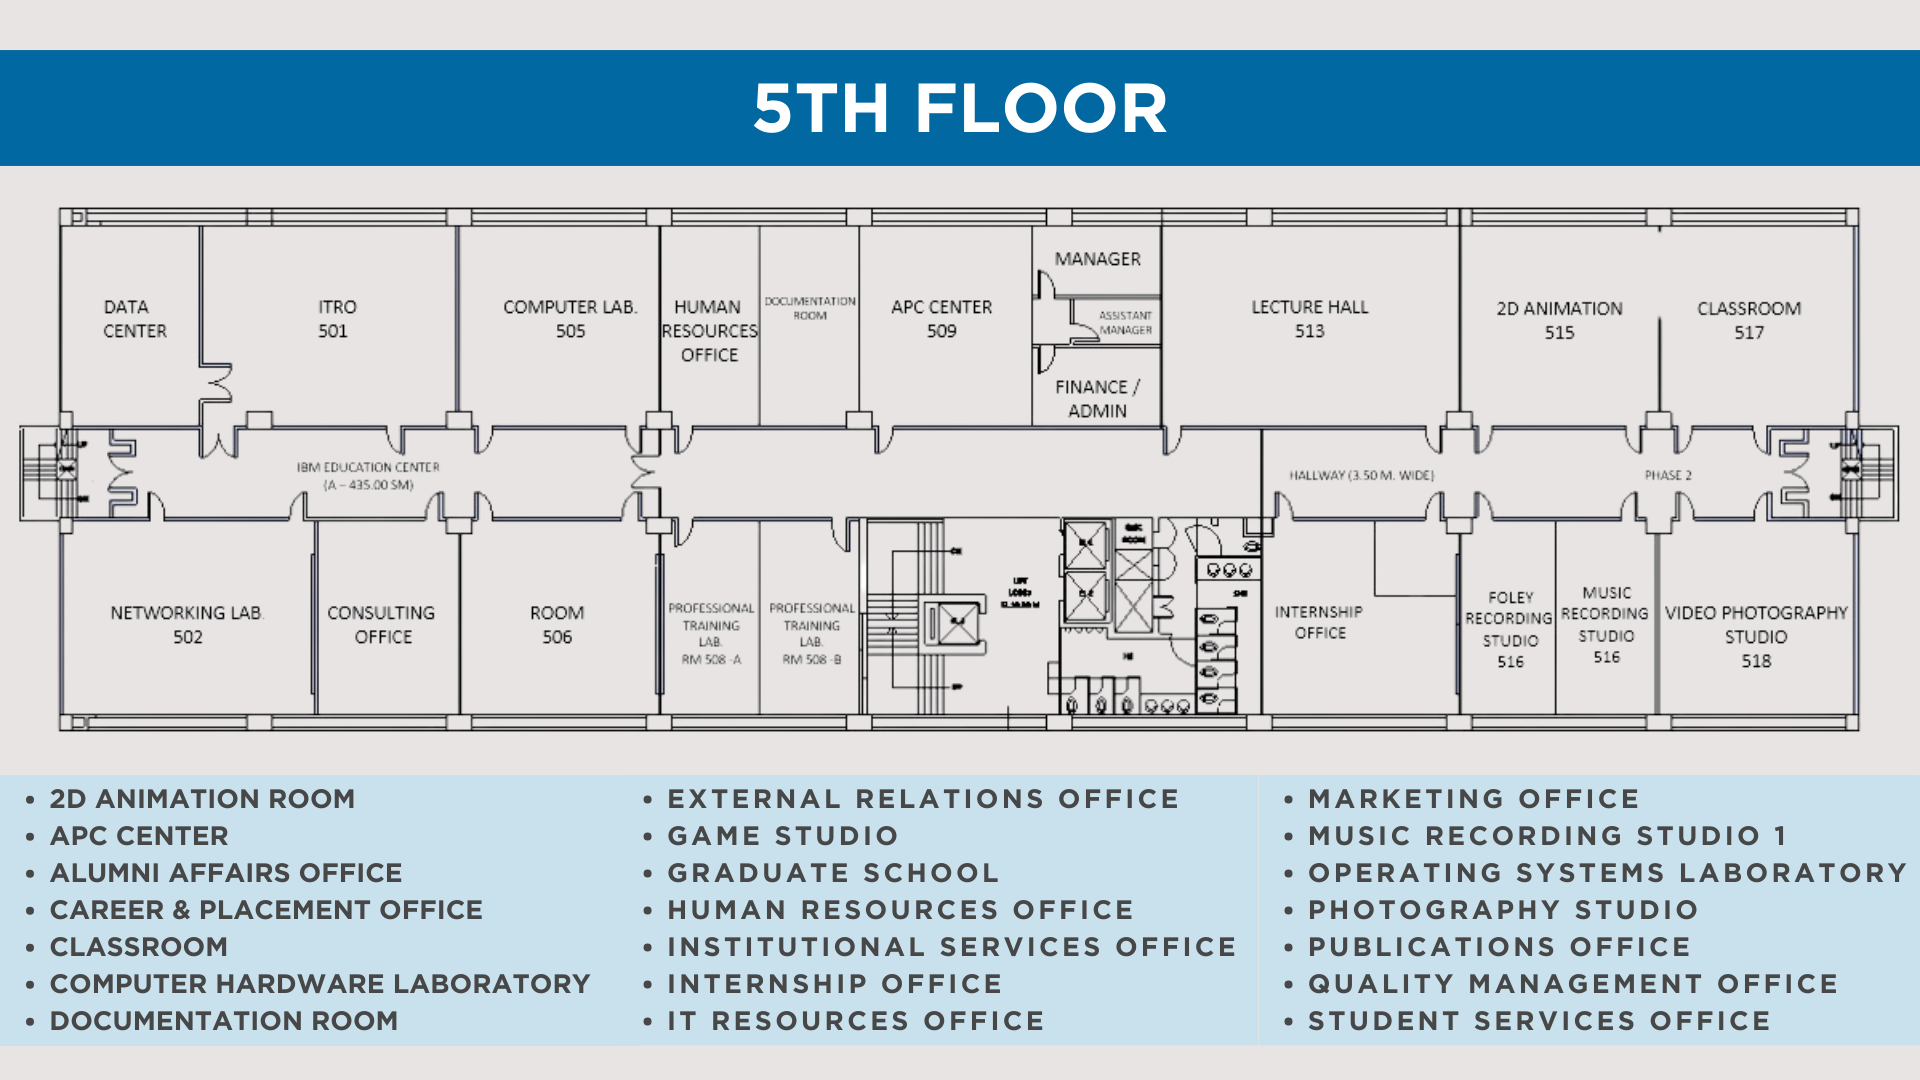 5TH FLOOR
DATA
CENTER
ITRO
501
COMPUTER LAB.
505
HUMAN
RESOURCES
OFFICE
DOCUMENTATION
ROOM
APC CENTER
509
MANAGER
ASSISTANT
MANAGER
FINANCE /
ADMIN
LECTURE HALL
513
2D ANIMATION
515
CLASSROOM
517
IBM EDUCATION CENTER
(A – 435.00 SM)
HALLWAY (3.50 M. WIDE)
PHASE 2
NETWORKING LAB.
502
CONSULTING
OFFICE
ROOM
506
PROFESSIONAL
TRAINING
LAB.
RM 508 -A
PROFESSIONAL
TRAINING
LAB.
RM 508 -B
LIFT
LOBBY
INTERNSHIP
OFFICE
FOLEY
RECORDING
STUDIO
516
MUSIC
RECORDING
STUDIO
516
VIDEO PHOTOGRAPHY
STUDIO
518
• 2D ANIMATION ROOM
• APC CENTER
• ALUMNI AFFAIRS OFFICE
• CAREER & PLACEMENT OFFICE
• CLASSROOM
• COMPUTER HARDWARE LABORATORY
• DOCUMENTATION ROOM
• EXTERNAL RELATIONS OFFICE
• GAME STUDIO
• GRADUATE SCHOOL
• HUMAN RESOURCES OFFICE
• INSTITUTIONAL SERVICES OFFICE
• INTERNSHIP OFFICE
• IT RESOURCES OFFICE
• MARKETING OFFICE
• MUSIC RECORDING STUDIO 1
• OPERATING SYSTEMS LABORATORY
• PHOTOGRAPHY STUDIO
• PUBLICATIONS OFFICE
• QUALITY MANAGEMENT OFFICE
• STUDENT SERVICES OFFICE